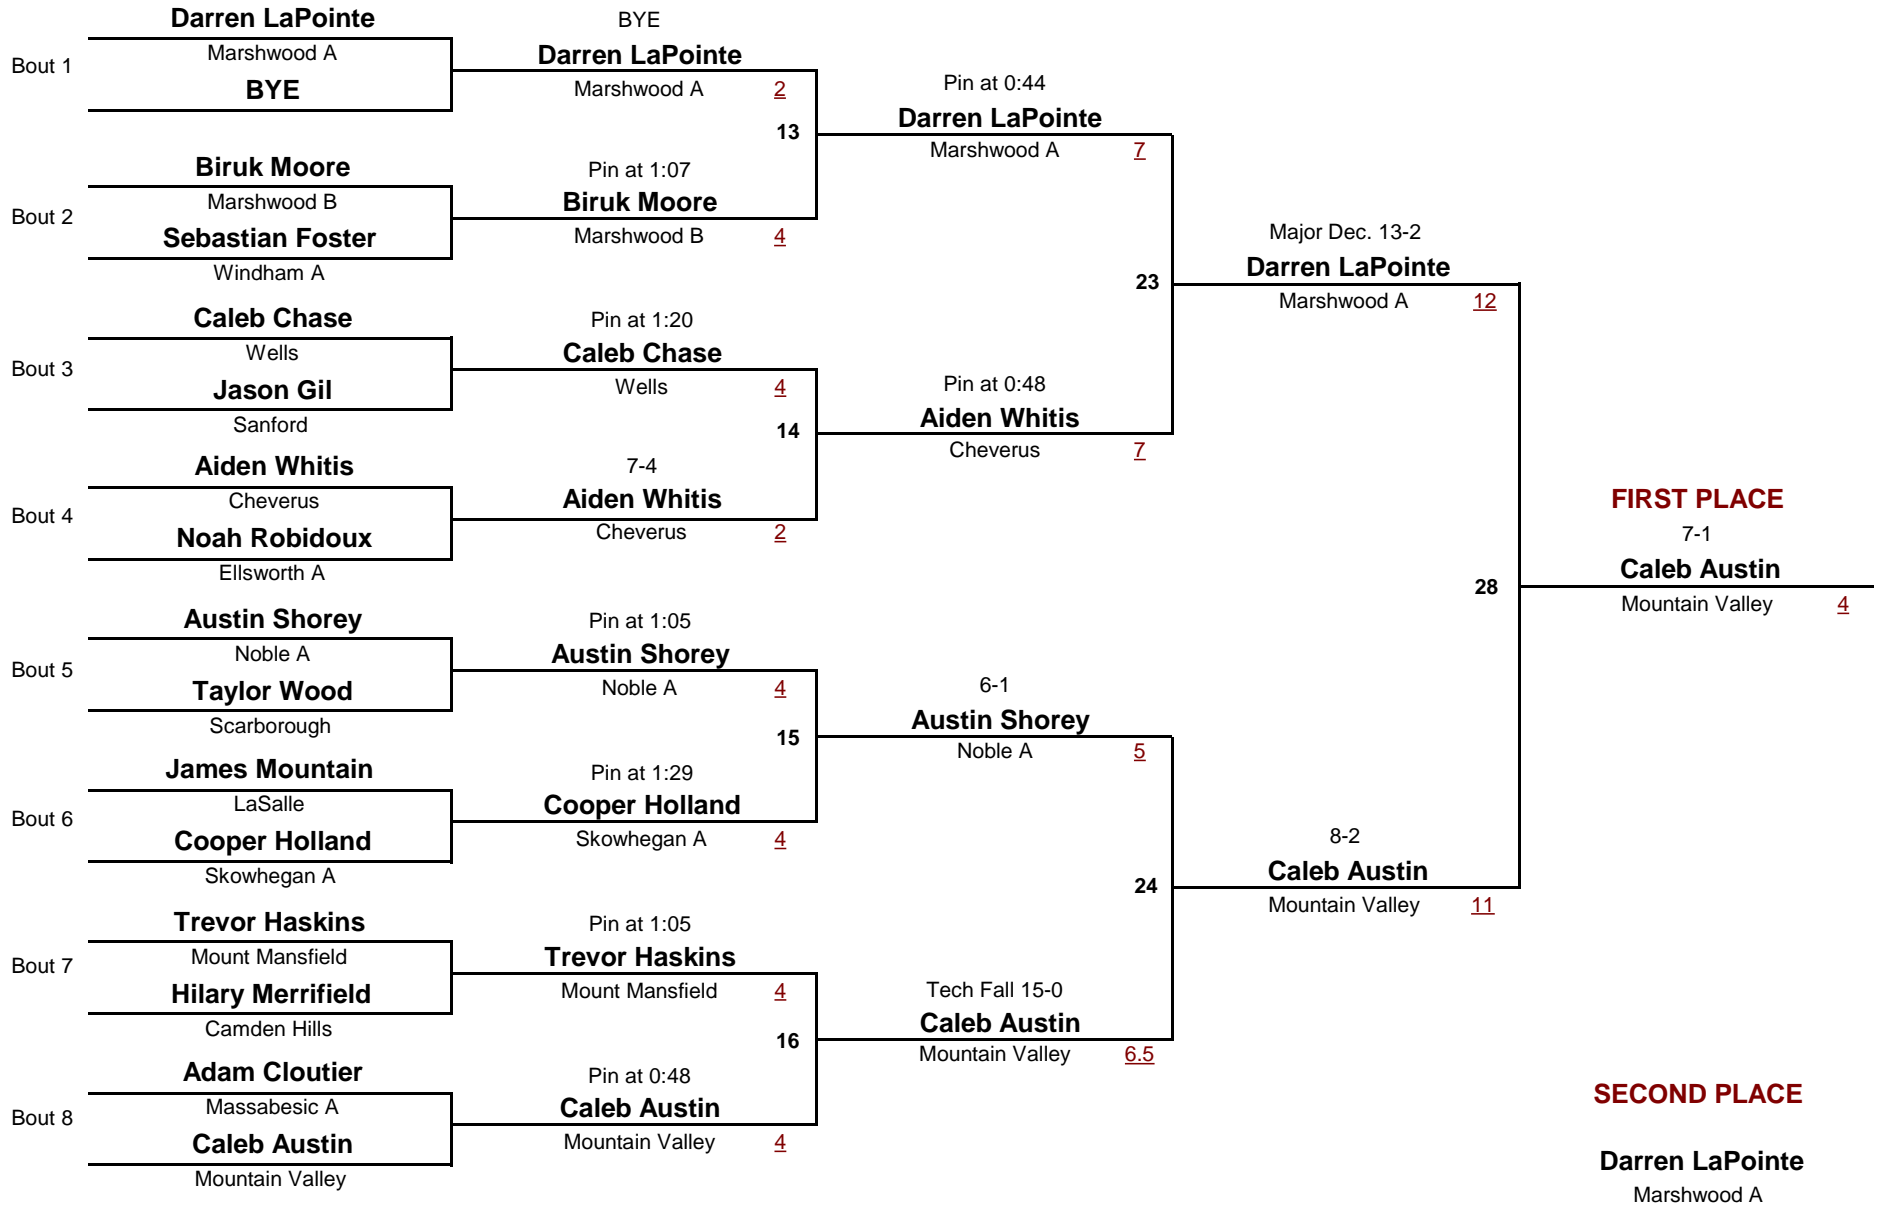 Darren LaPointe
Bout 1
Marshwood A
BYE
Biruk Moore
Bout 2
Marshwood B
Sebastian Foster
Windham A
Caleb Chase
Bout 3
Wells
Jason Gil
Sanford
Aiden Whitis
Bout 4
Cheverus
Noah Robidoux
Ellsworth A
Austin Shorey
Bout 5
Noble A
Taylor Wood
Scarborough
James Mountain
Bout 6
LaSalle
Cooper Holland
Skowhegan A
Trevor Haskins
Bout 7
Mount Mansfield
Hilary Merrifield
Camden Hills
Adam Cloutier
Bout 8
Massabesic A
Caleb Austin
Mountain Valley
BYE
Darren LaPointe
Marshwood A 2
13
Pin at 1:07
Biruk Moore
Marshwood B 4
Pin at 1:20
Caleb Chase
Wells 4
14
7-4
Aiden Whitis
Cheverus 2
Pin at 1:05
Austin Shorey
Noble A 4
15
Pin at 1:29
Cooper Holland
Skowhegan A 4
Pin at 1:05
Trevor Haskins
Mount Mansfield 4
16
Pin at 0:48
Caleb Austin
Mountain Valley 4
Pin at 0:44
Darren LaPointe
Marshwood A 7
23
Pin at 0:48
Aiden Whitis
Cheverus 7
6-1
Austin Shorey
Noble A 5
24
Tech Fall 15-0
Caleb Austin
Mountain Valley 6.5
Major Dec. 13-2
Darren LaPointe
Marshwood A 12
28
8-2
Caleb Austin
Mountain Valley 11
FIRST PLACE
7-1
Caleb Austin
Mountain Valley 4
SECOND PLACE
Darren LaPointe
Marshwood A